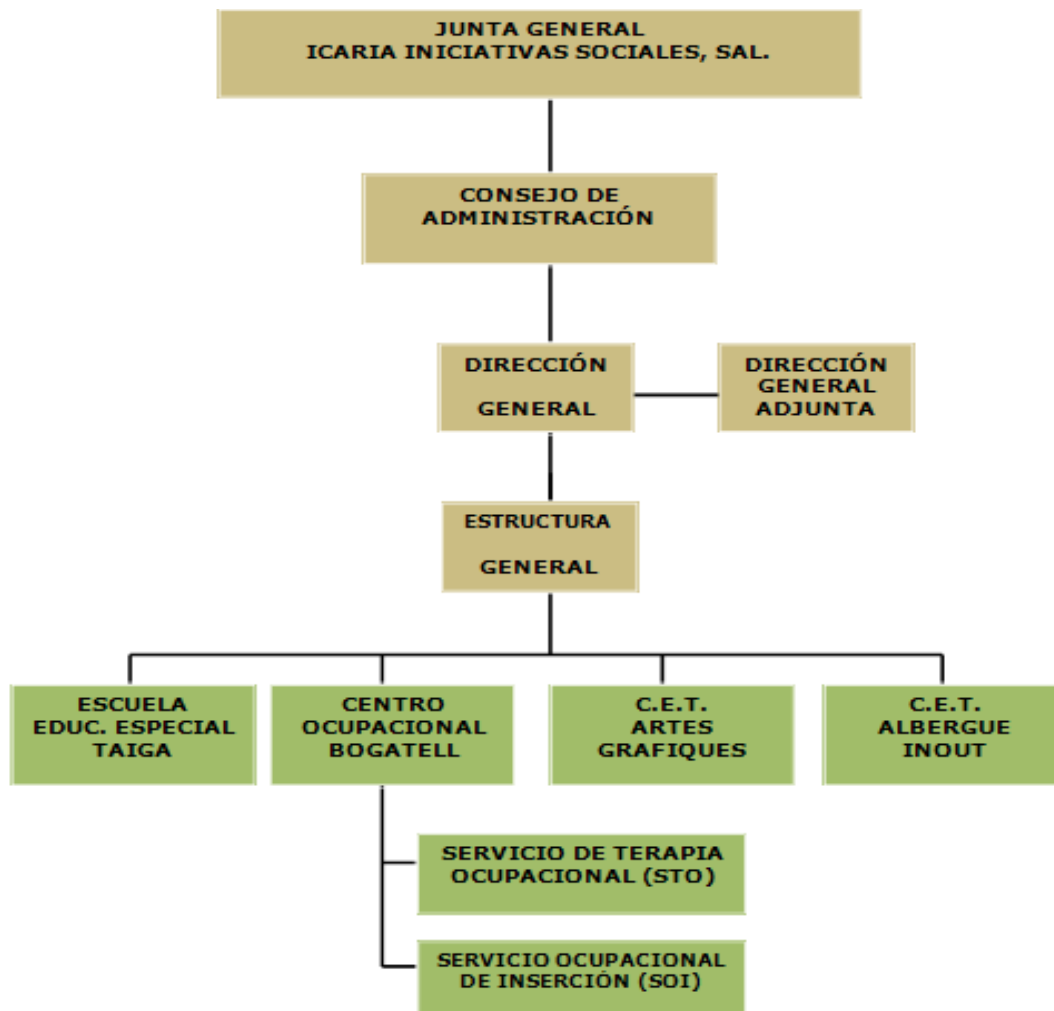 JUNTA GENERAL
ICARIA INICIATIVAS SOCIALES, SAL.
CONSEJO DE
ADMINISTRACIÓN
DIRECCIÓN
GENERAL
DIRECCIÓN
GENERAL
ADJUNTA
ESTRUCTURA
GENERAL
ESCUELA
EDUC. ESPECIAL
TAIGA
CENTRO
OCUPACIONAL
BOGATELL
C.E.T.
ARTES
GRAFIQUES
C.E.T.
ALBERGUE
INOUT
SERVICIO DE TERAPIA
OCUPACIONAL (STO)
SERVICIO OCUPACIONAL
DE INSERCIÓN (SOI)